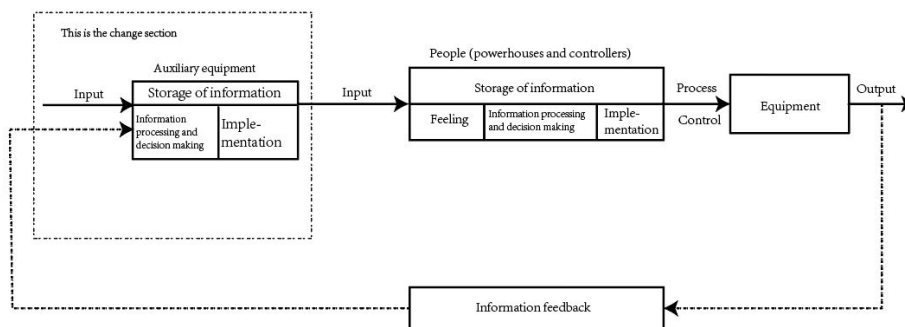 This is the change section
People (powerhouses and controllers)
Auxiliary equipment
Input
Storage of information
Information processing and decision making
Imple-
mentation
Input
Storage of information
Feeling
Information processing
and decision making
Imple-
mentation
Process
Control
Equipment
Output
Information feedback